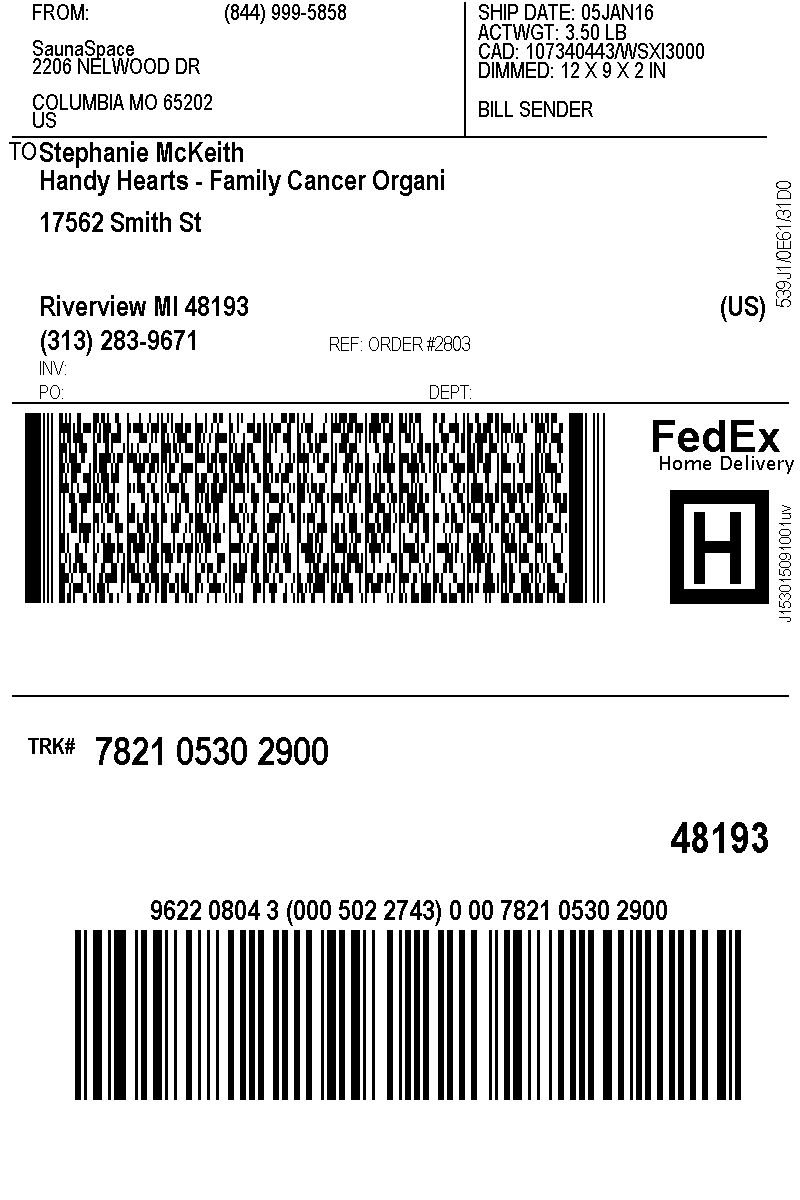 FROM: (844) 999-5858
SaunaSpace
2206 NELWOOD DR
COLUMBIA MO 65202
US
SHIP DATE: 05JAN16
ACTWGT: 3.50 LB
CAD: 107340443/WSXI3000
DIMMED: 12 X 9 X 2 IN
BILL SENDER
TO Stephanie McKeith
Handy Hearts - Family Cancer Organi
17562 Smith St
Riverview MI 48193 (US)
(313) 283-9671 REF: ORDER #2803
INV:
PO: DEPT:
539J1/0E61/31D0
FedEx
Home Delivery
H
J153015091001uv
TRK# 7821 0530 2900
48193
9622 0804 3 (000 502 2743) 0 00 7821 0530 2900